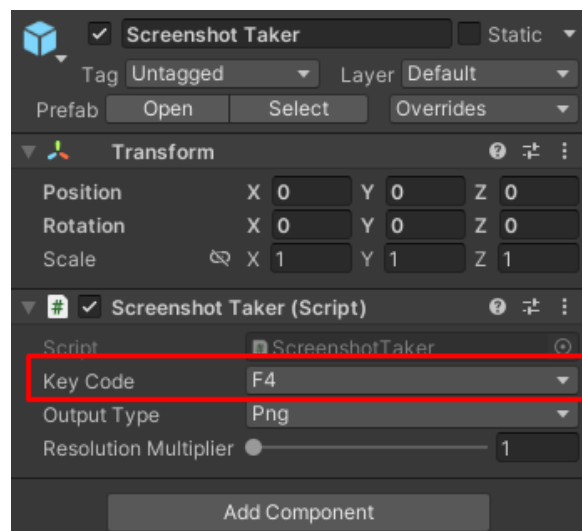 Screenshot Taker Static
Tag Untagged Layer Default
Prefab Open Select Overrides
Transform
Position X 0 Y 0 Z 0
Rotation X 0 Y 0 Z 0
Scale X 1 Y 1 Z 1
# Screenshot Taker (Script)
Script # ScreenshotTaker
Key Code F4
Output Type Png
Resolution Multiplier 1
Add Component